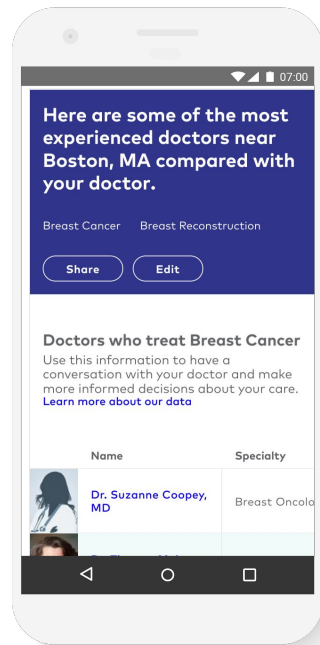 07:00
Here are some of the most
experienced doctors near
Boston, MA compared with
your doctor.
Breast Cancer Breast Reconstruction
Share Edit
Doctors who treat Breast Cancer
Use this information to have a
conversation with your doctor and make
more informed decisions about your care.
Learn more about our data
Name Specialty
Dr. Suzanne Coopey,
MD
Breast Oncolo